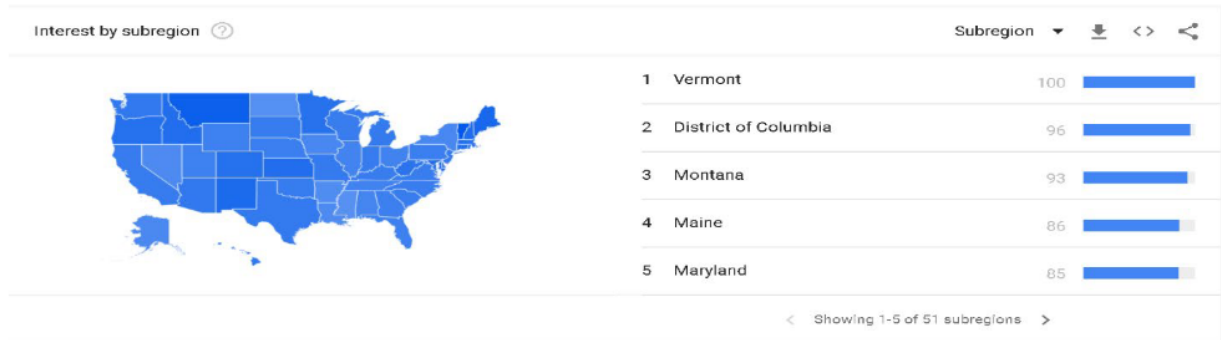 Interest by subregion ?
Subregion
1 Vermont 100
2 District of Columbia 96
3 Montana 93
4 Maine 86
5 Maryland 85
Showing 1-5 of 51 subregions